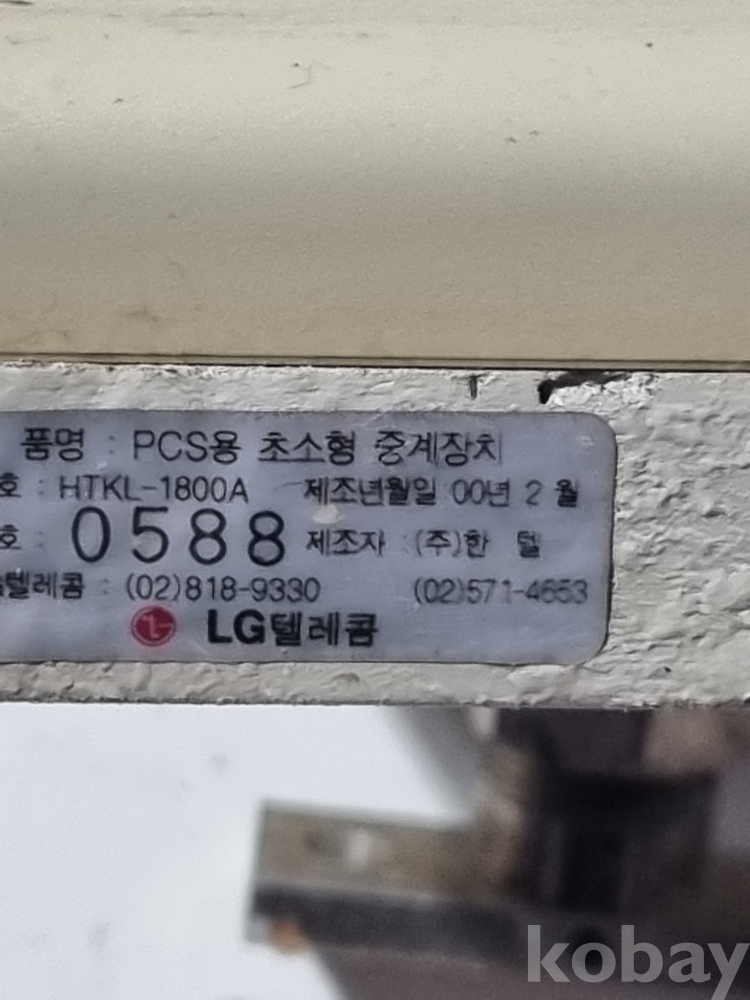 품명 : PCS용 초소형 중계장치
호 : HTKL-1800A 제조년월일 00년 2 월
호 : 0588 제조자 : (주)한 텔
텔레콤 : (02)818-9330 (02)571-4653
LG텔레콤
kobay